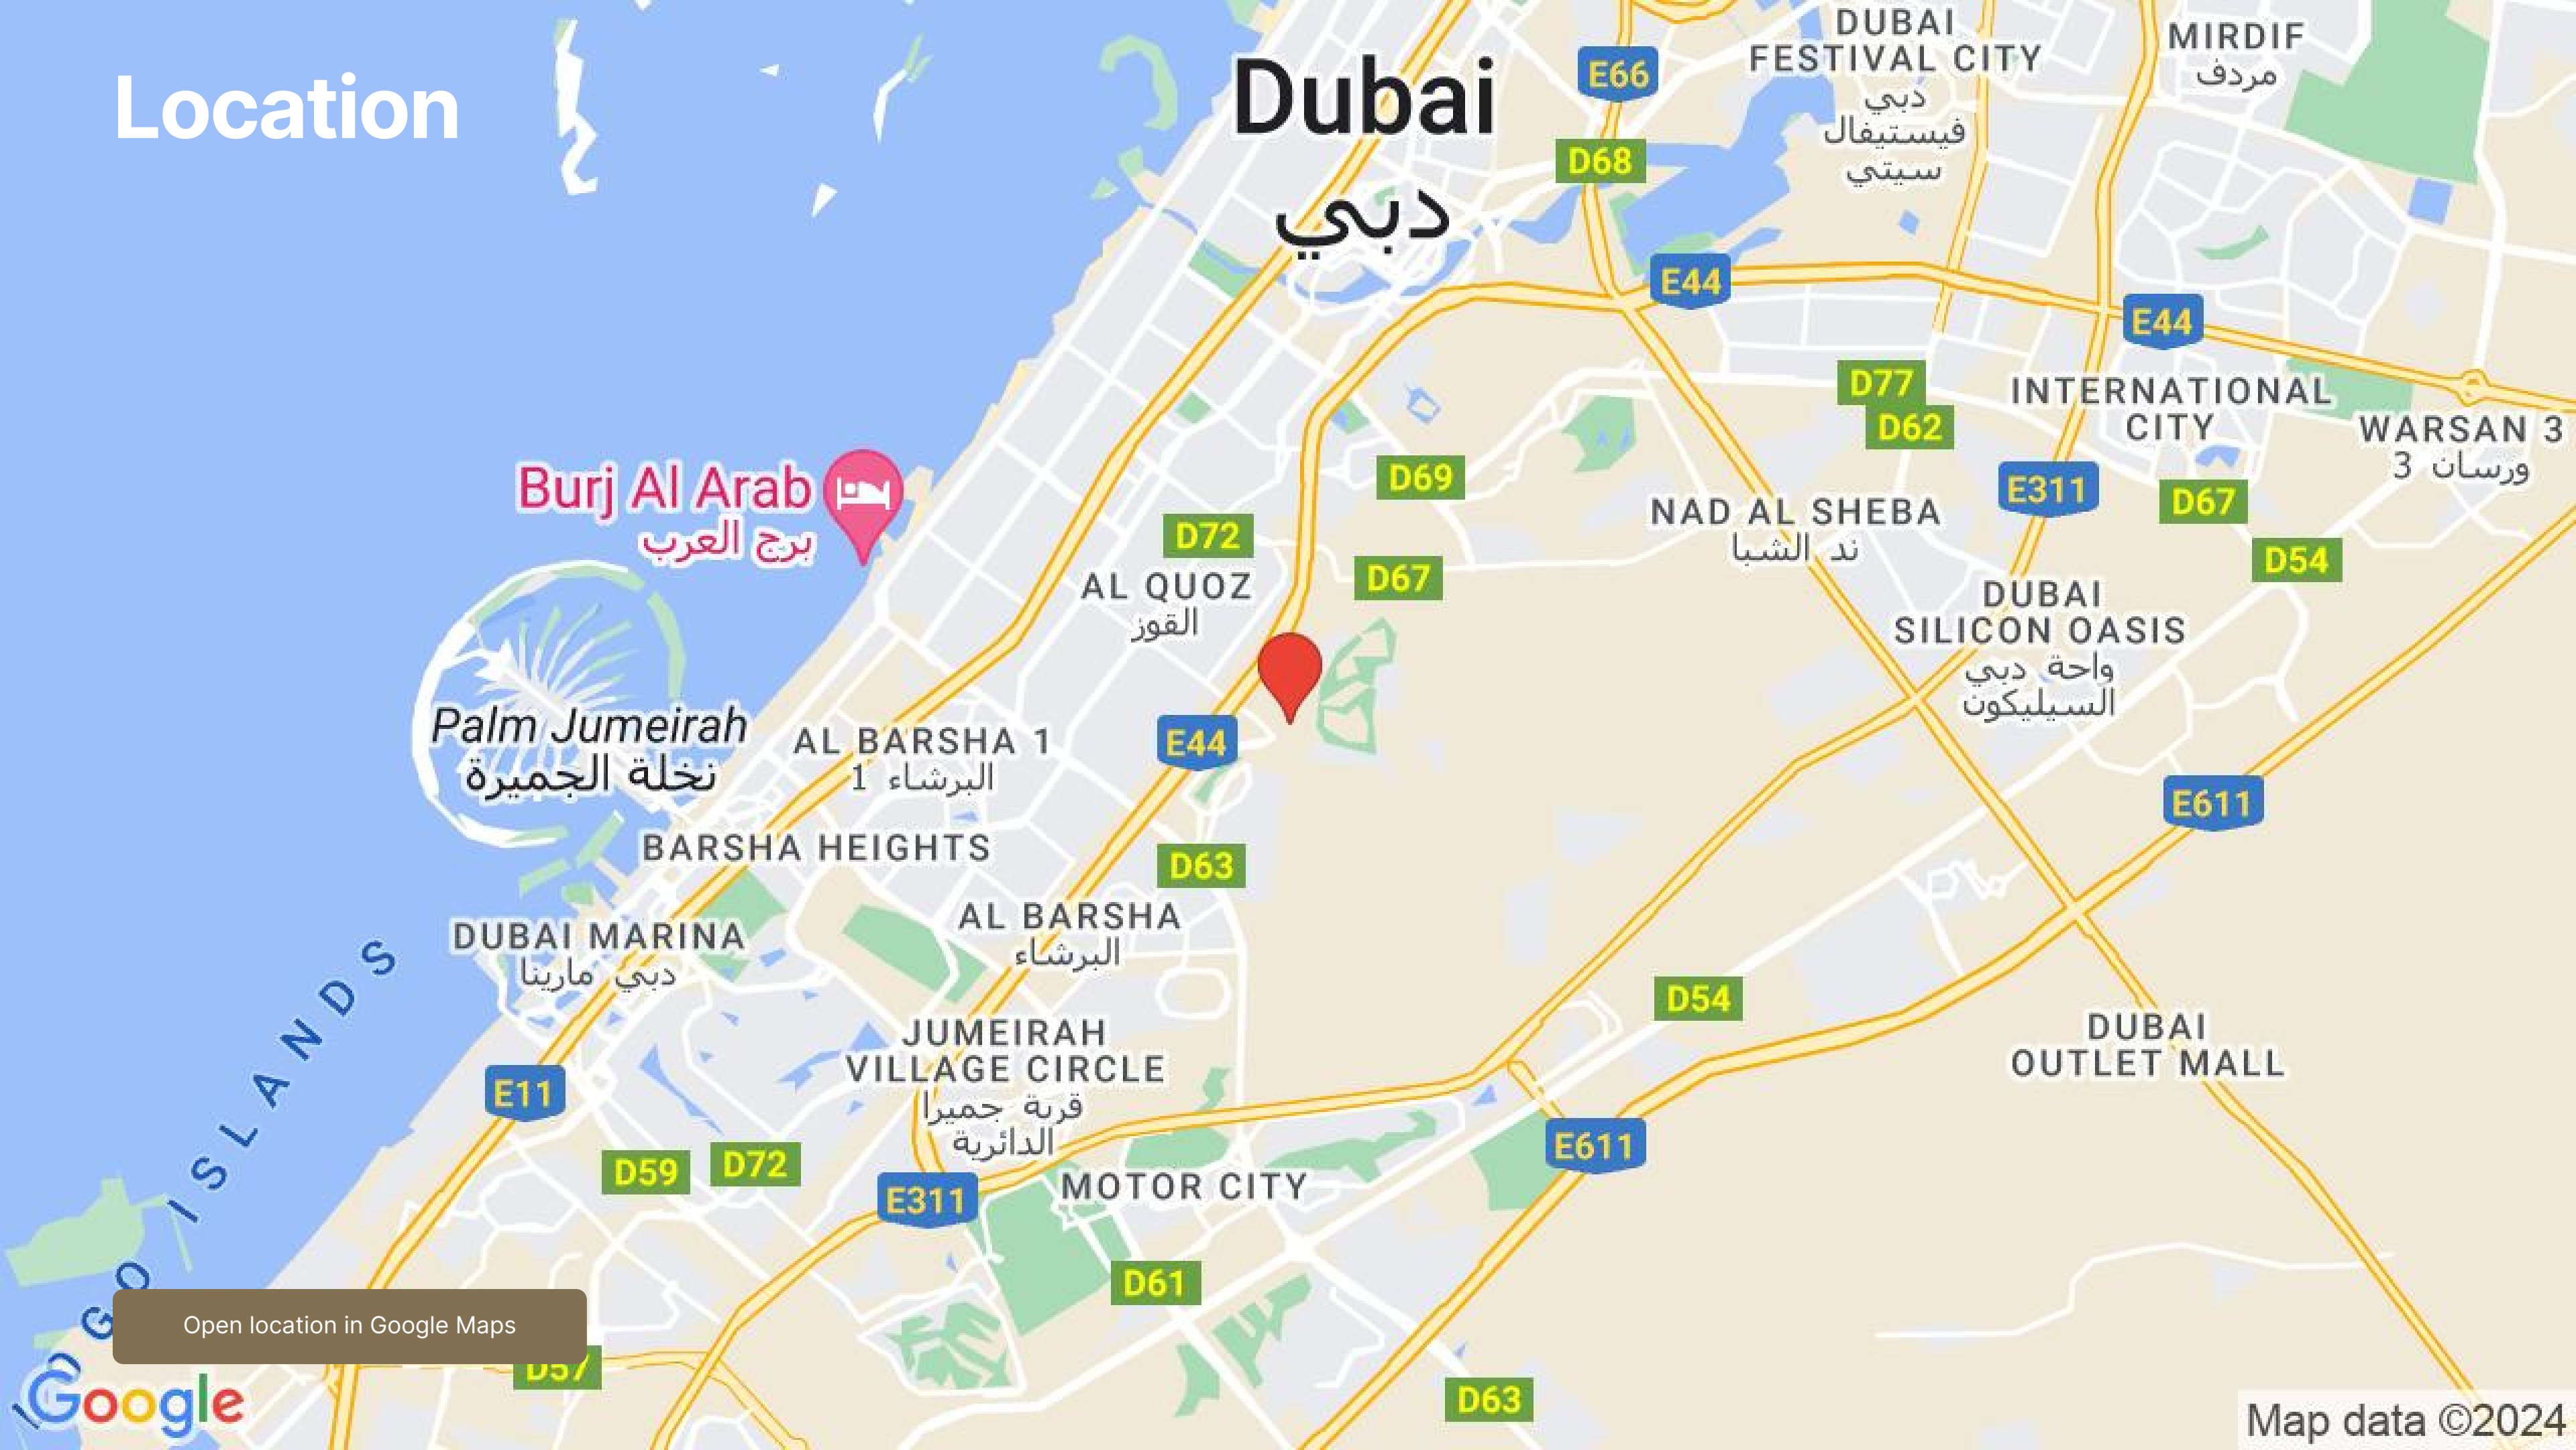 Location
Dubai
دبي
E66
D68
DUBAI
FESTIVAL CITY
دبي
فيستيفال
سيتي
MIRDIF
مردف
E44
E44
D77
D62
INTERNATIONAL
CITY
WARSAN 3
ورسان 3
Burj Al Arab
برج العرب
D69
D72
D67
AL QUOZ
القوز
NAD AL SHEBA
ند الشبا
E311
D67
D54
DUBAI
SILICON OASIS
واحة دبي
السيليكون
Palm Jumeirah
نخلة الجميرة
AL BARSHA 1
البرشاء 1
E44
E611
BARSHA HEIGHTS
D63
AL BARSHA
البرشاء
DUBAI MARINA
دبي مارينا
D54
JUMEIRAH
VILLAGE CIRCLE
قرية جميرا
الدائرية
DUBAI
OUTLET MALL
ISLANDS
E11
D59
D72
E311
MOTOR CITY
E611
D61
Open location in Google Maps
D57
D63
Google
Map data ©2024